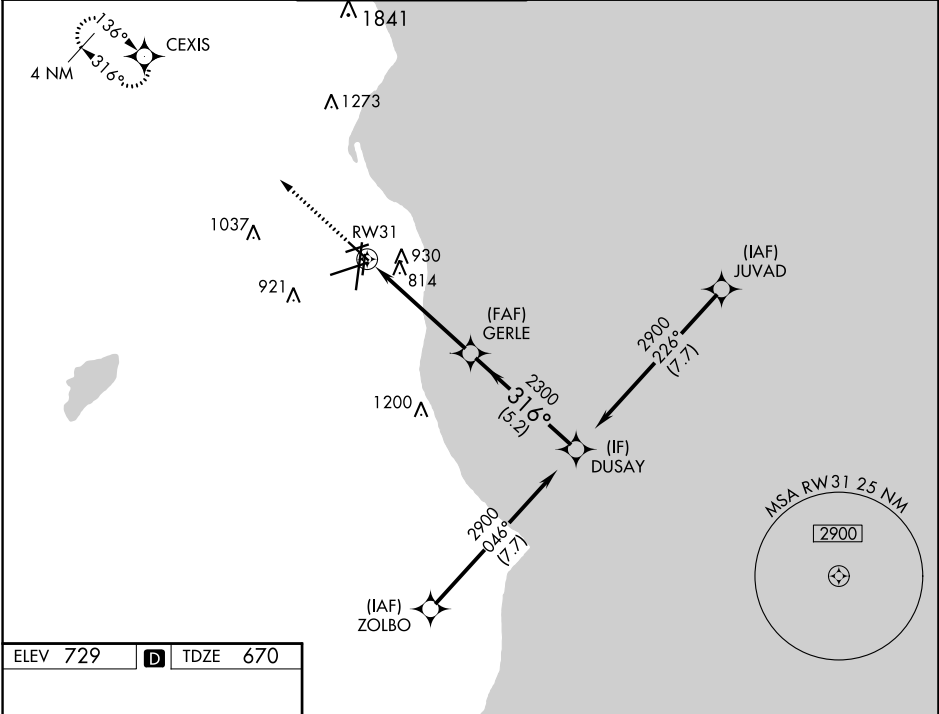 1841
136°
CEXIS
316°
4 NM
1273
1037
RW31
930
814
921
(IAF)
JUVAD
(FAF)
GERLE
2900
226°
(7.7)
2300
316°
(5.2)
1200
(IF)
DUSAY
MSA RW31 25 NM
2900
2900
046°
(7.7)
(IAF)
ZOLBO
ELEV 729 D TDZE 670